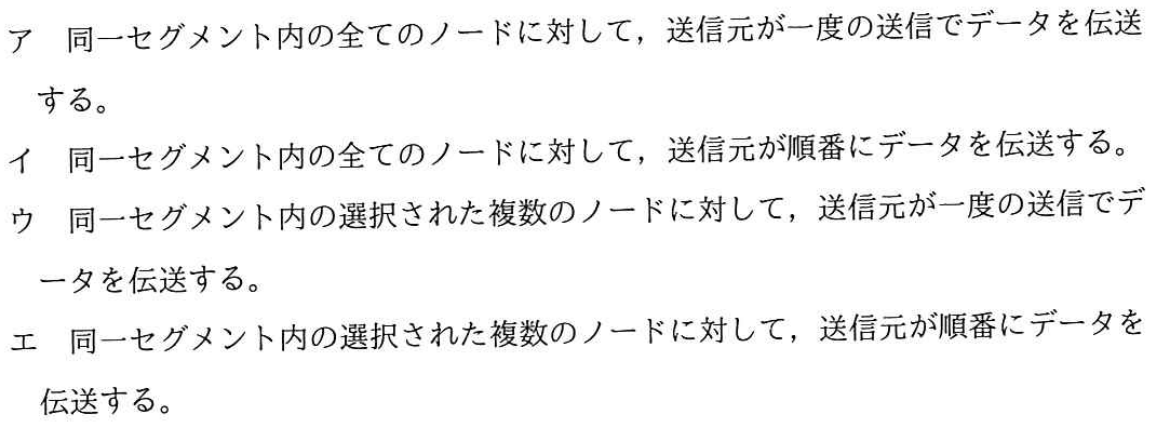 ア　同一セグメント内の全てのノードに対して，送信元が一度の送信でデータを伝送
する。
イ　同一セグメント内の全てのノードに対して，送信元が順番にデータを伝送する。
ウ　同一セグメント内の選択された複数のノードに対して，送信元が一度の送信でデ
ータを伝送する。
エ　同一セグメント内の選択された複数のノードに対して，送信元が順番にデータを
伝送する。